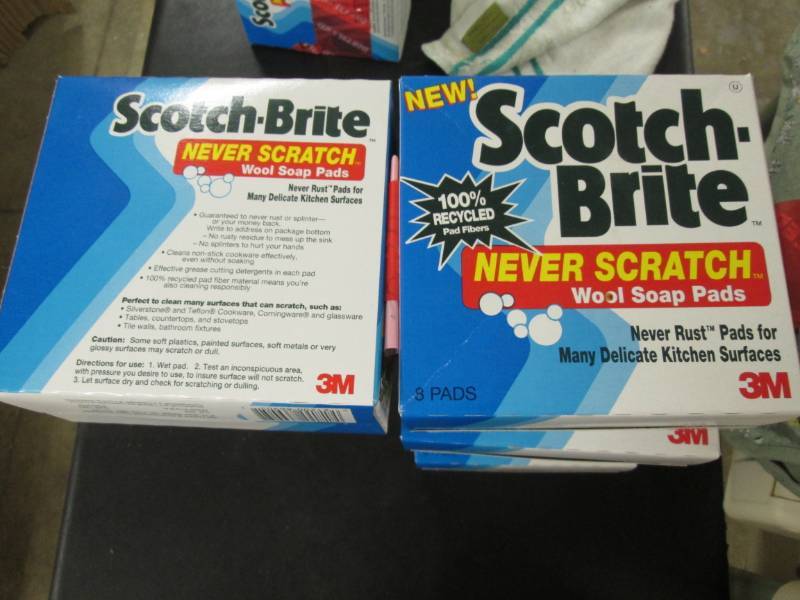 Scotch-Brite™
NEVER SCRATCH™
Wool Soap Pads
Never Rust™ Pads for
Many Delicate Kitchen Surfaces
• Guaranteed to never rust or splinter—
or your money back.
Write to address on package bottom
– No rusty residue to mess up the sink
– No splinters to hurt your hands
• Cleans non-stick cookware effectively,
even without soaking
• Effective grease cutting detergents in each pad
• 100% recycled pad fiber material means you're
also cleaning responsibly
Perfect to clean many surfaces that can scratch, such as:
• Silverstone® and Teflon® Cookware, Corningware® and glassware
• Tables, countertops, and stovetops
• Tile walls, bathroom fixtures
Caution: Some soft plastics, painted surfaces, soft metals or very
glossy surfaces may scratch or dull.
Directions for use: 1. Wet pad. 2. Test an inconspicuous area,
with pressure you desire to use, to insure surface will not scratch.
3. Let surface dry and check for scratching or dulling.
3M
NEW!
U
Scotch-
Brite™
100%
RECYCLED
Pad Fibers
NEVER SCRATCH™
Wool Soap Pads
Never Rust™ Pads for
Many Delicate Kitchen Surfaces
8 PADS
3M
3M